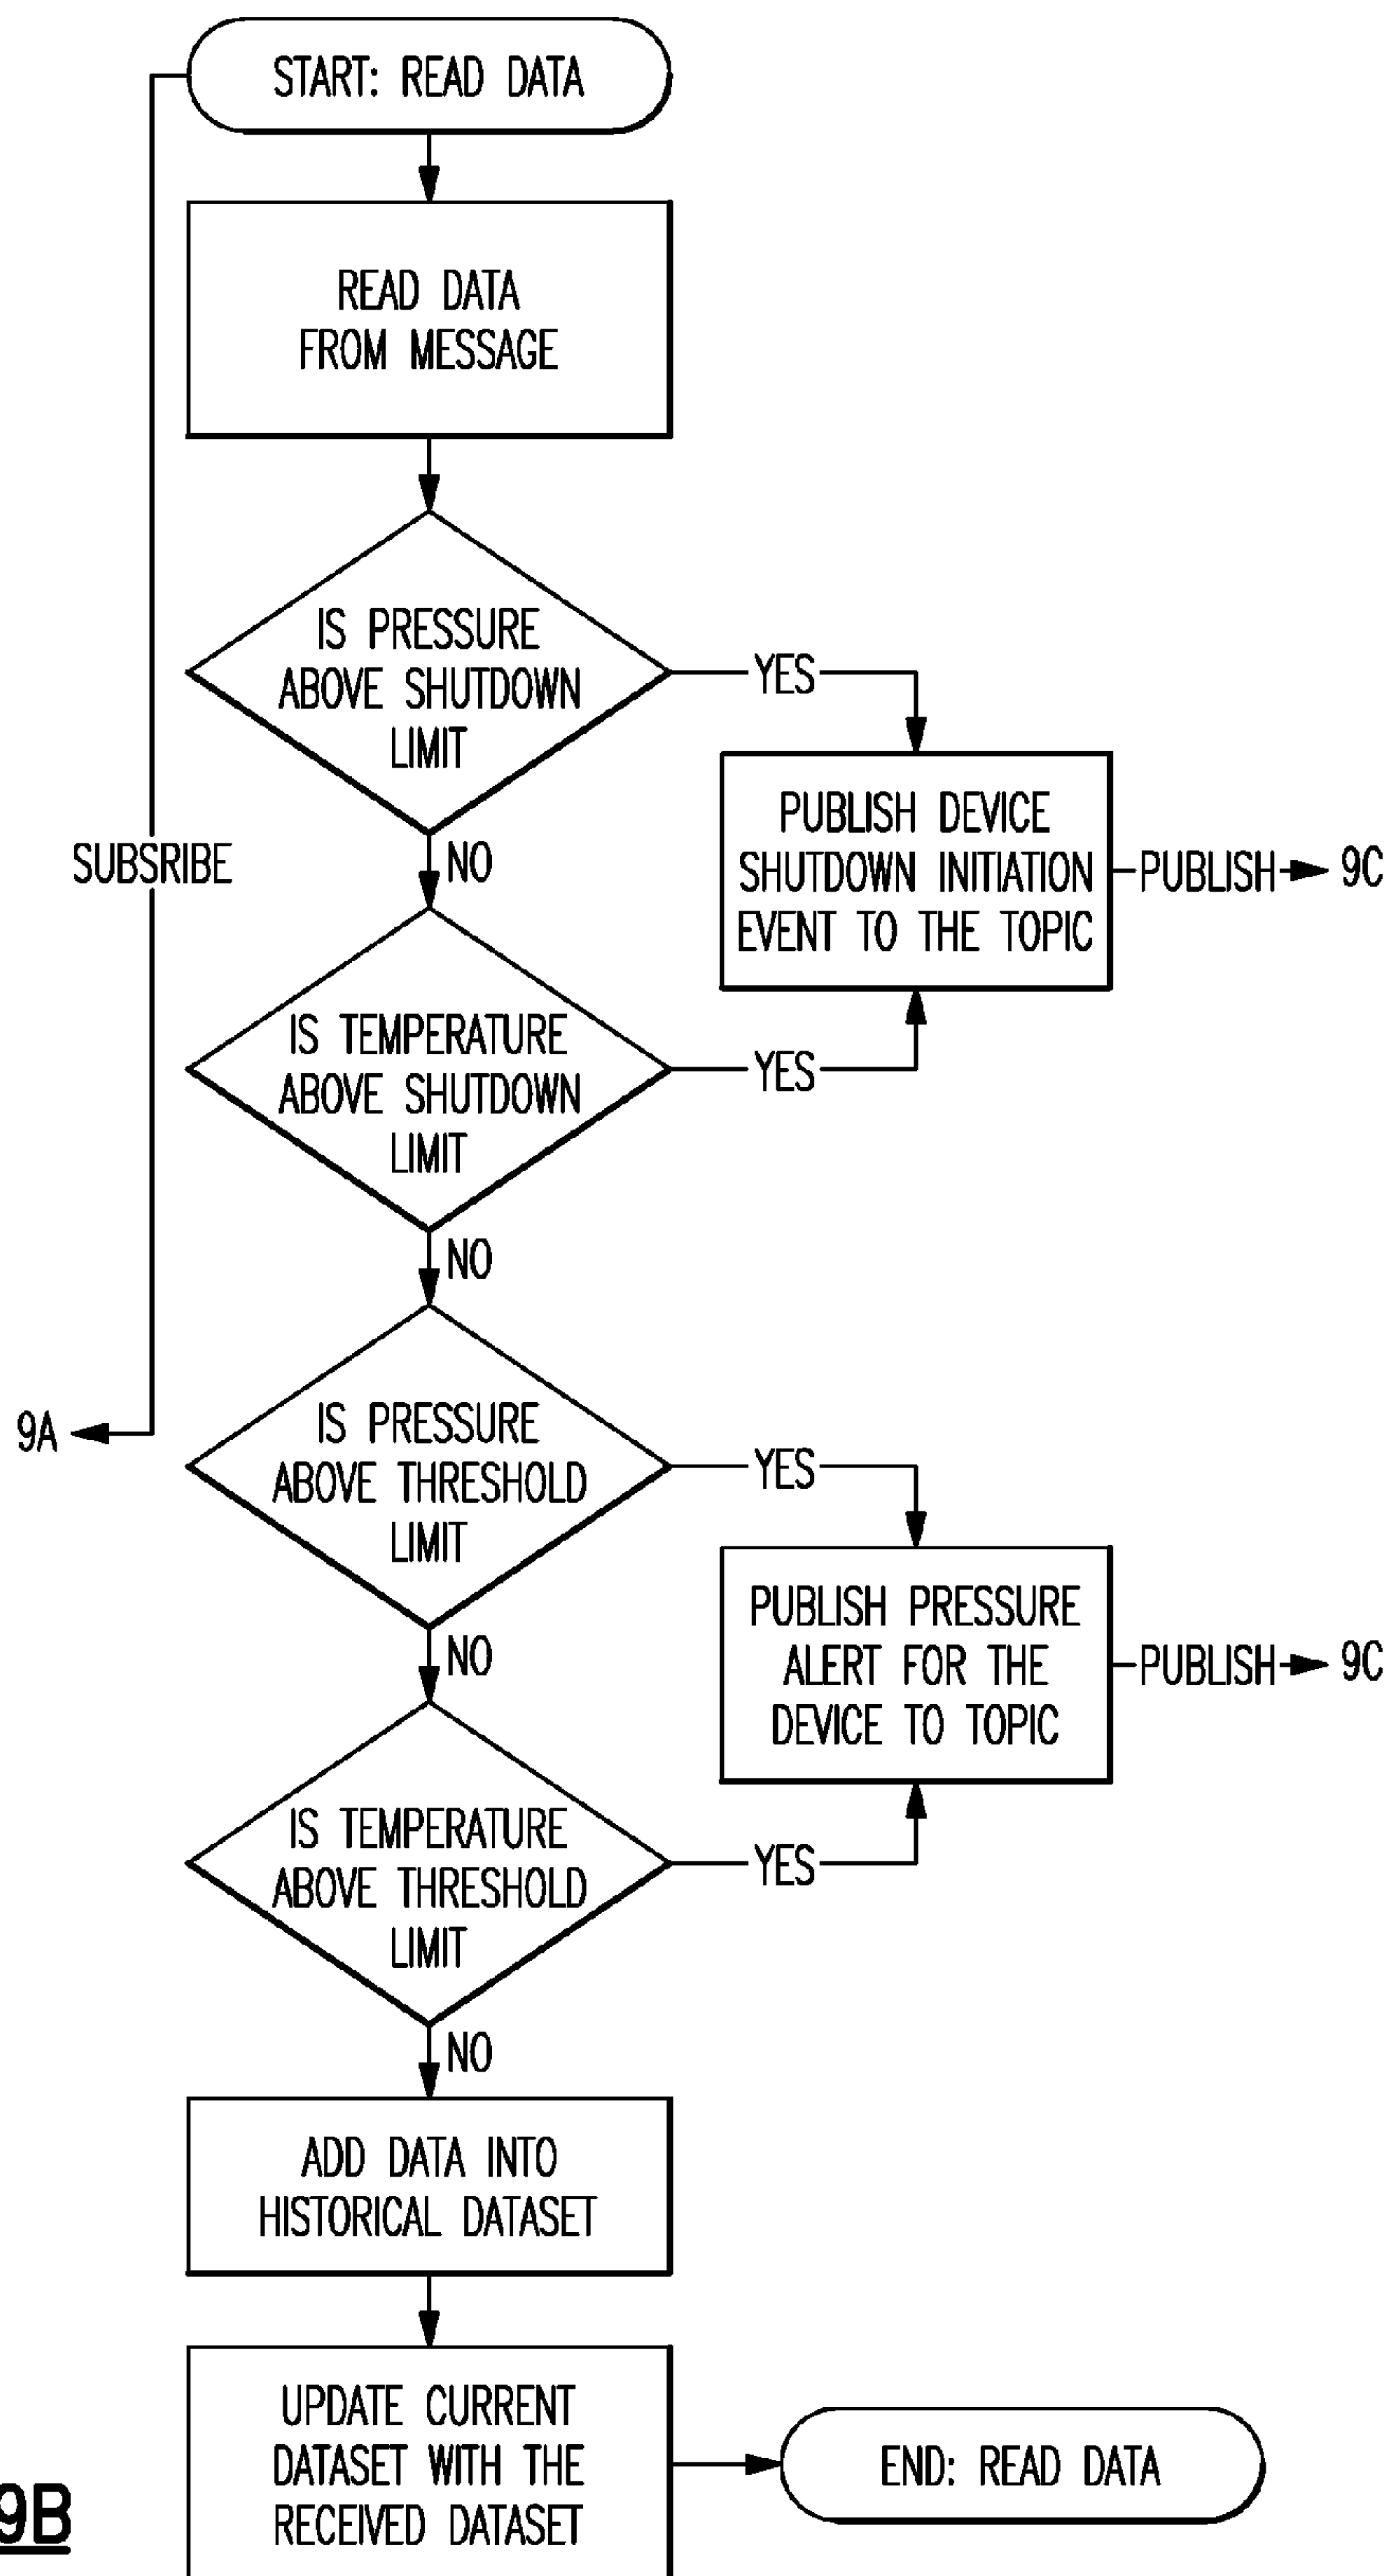 START: READ DATA
READ DATA
FROM MESSAGE
IS PRESSURE
ABOVE SHUTDOWN
LIMIT
YES
PUBLISH DEVICE
SHUTDOWN INITIATION
EVENT TO THE TOPIC
PUBLISH
9C
SUBSRIBE
NO
IS TEMPERATURE
ABOVE SHUTDOWN
LIMIT
YES
NO
9A
IS PRESSURE
ABOVE THRESHOLD
LIMIT
YES
PUBLISH PRESSURE
ALERT FOR THE
DEVICE TO TOPIC
PUBLISH
9C
NO
IS TEMPERATURE
ABOVE THRESHOLD
LIMIT
YES
NO
ADD DATA INTO
HISTORICAL DATASET
UPDATE CURRENT
DATASET WITH THE
RECEIVED DATASET
END: READ DATA
9B